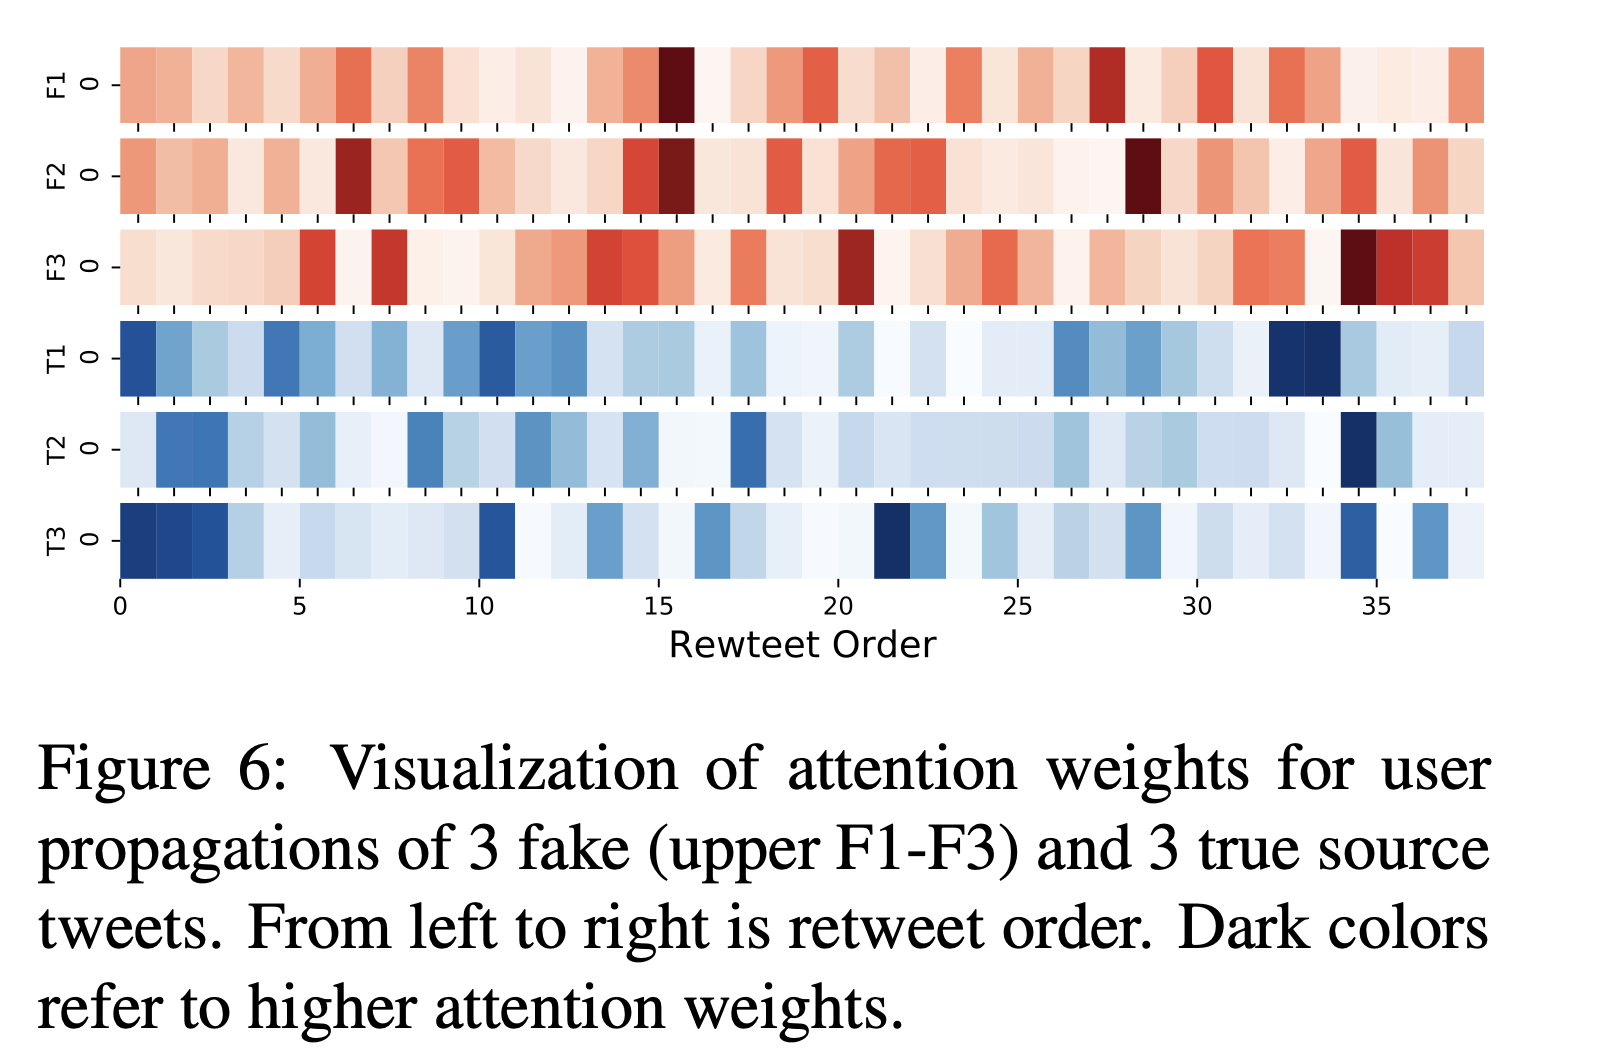 F1 0
F2 0
F3 0
T1 0
T2 0
T3 0
0 5 10 15 20 25 30 35
Rewteet Order
Figure 6: Visualization of attention weights for user
propagations of 3 fake (upper F1-F3) and 3 true source
tweets. From left to right is retweet order. Dark colors
refer to higher attention weights.